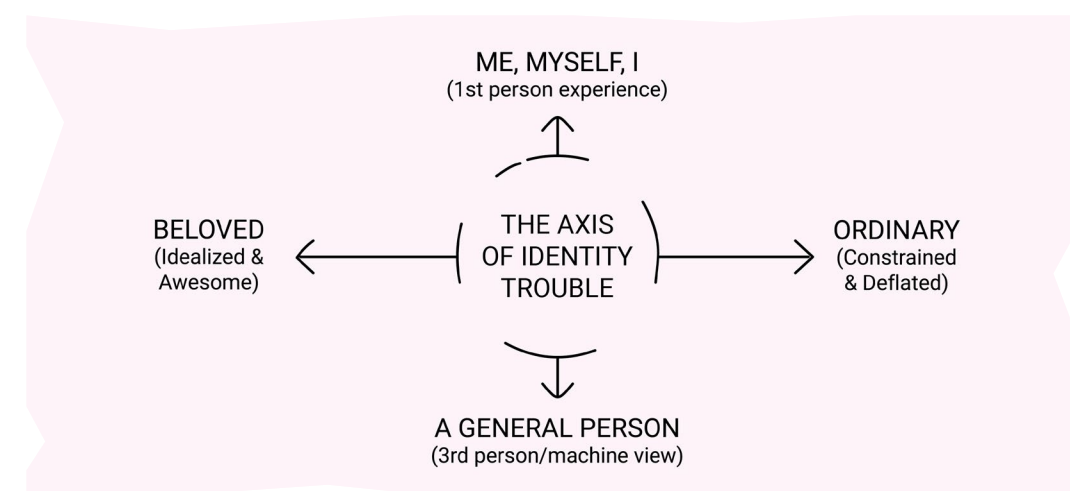 ME, MYSELF, I
(1st person experience)
BELOVED
(Idealized &
Awesome)
THE AXIS
OF IDENTITY
TROUBLE
ORDINARY
(Constrained
& Deflated)
A GENERAL PERSON
(3rd person/machine view)